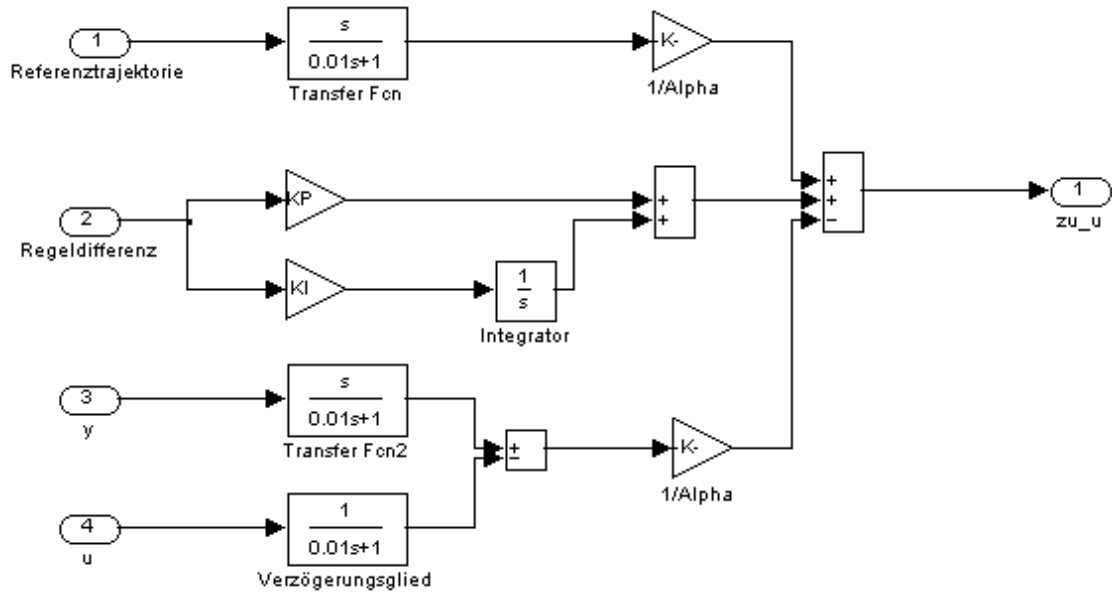 1
Referenztrajektorie
s
0.01s+1
Transfer Fcn
K-
1/Alpha
2
Regeldifferenz
KP
KI
1
s
Integrator
+
+
+
+
−
1
zu_u
3
y
s
0.01s+1
Transfer Fcn2
4
u
1
0.01s+1
Verzögerungsglied
+
−
K-
1/Alpha